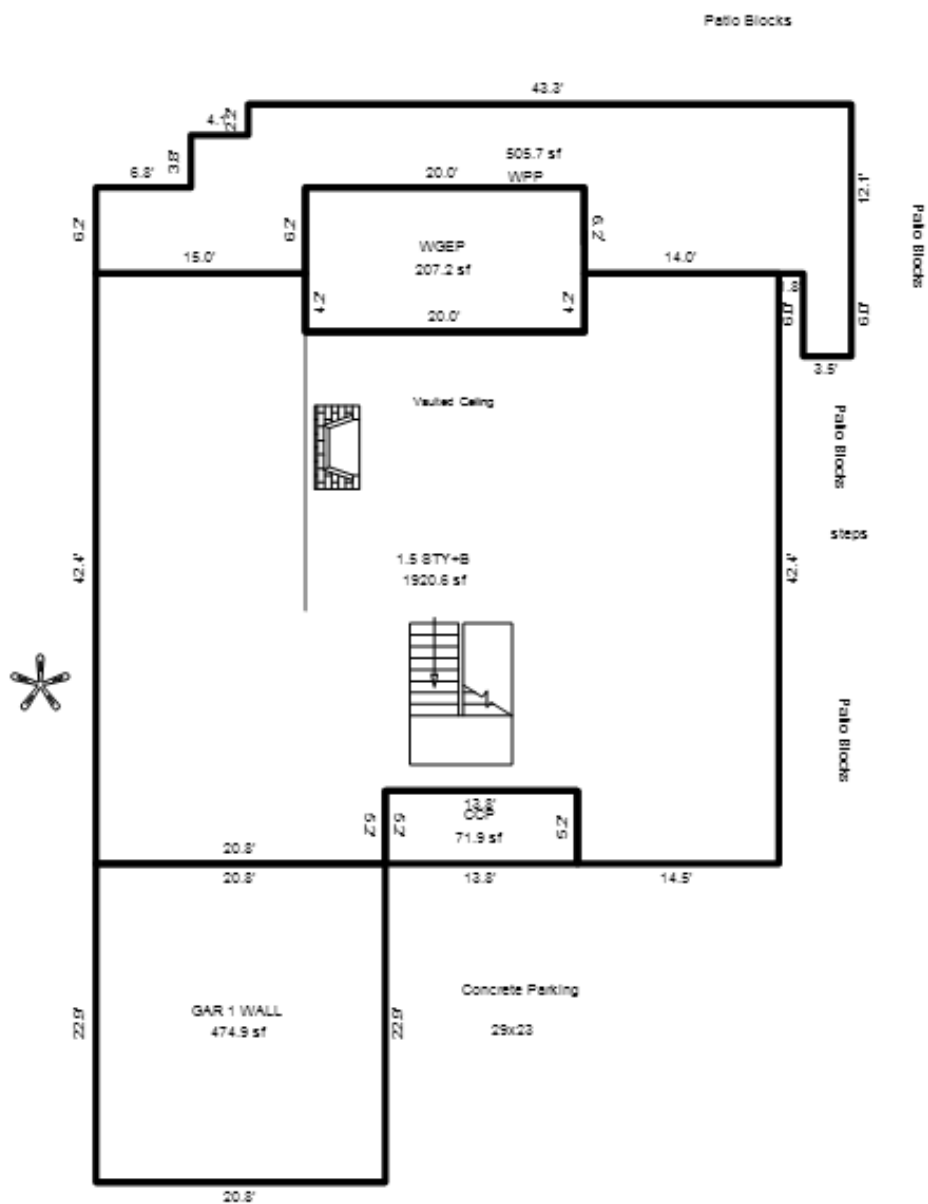 Patio Blocks
43.3'
4.1'
2.2'
3.8'
6.8'
505.7 sf
WPP
20.0'
12.1'
6.2'
6.2'
6.2'
WGEP
207.2 sf
Patio Blocks
15.0'
14.0'
1.8'
4.2'
4.2'
6.0'
6.0'
20.0'
3.5'
Vaulted Ceiling
Patio Blocks
steps
1.5 STY+B
1920.6 sf
42.4'
42.4'
Patio Blocks
13.8'
CCP
71.9 sf
5.2'
5.2'
5.2'
20.8'
20.8'
13.8'
14.5'
Concrete Parking
29x23
GAR 1 WALL
474.9 sf
22.8'
22.8'
20.8'